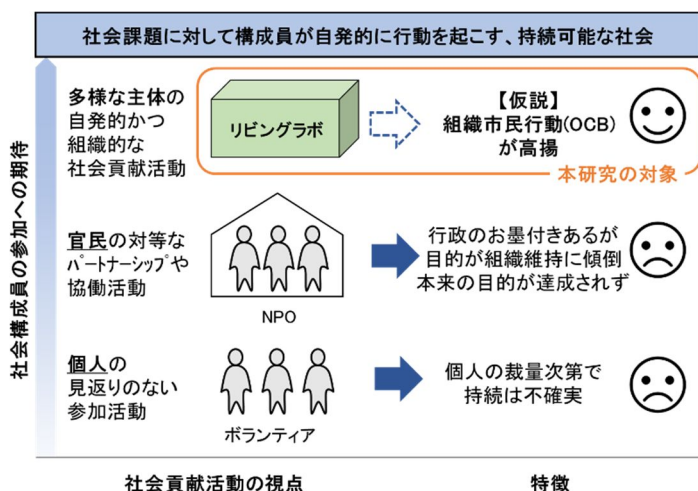 社会課題に対して構成員が自発的に行動を起こす、持続可能な社会
社会構成員の参加への期待
多様な主体の
自発的かつ
組織的な
社会貢献活動
リビングラボ
【仮説】
組織市民行動(OCB)
が高揚
本研究の対象
官民の対等な
パートナーシップや
協働活動
NPO
行政のお墨付きあるが
目的が組織維持に傾倒
本来の目的が達成されず
個人の
見返りのない
参加活動
ボランティア
個人の裁量次第で
持続は不確実
社会貢献活動の視点
特徴